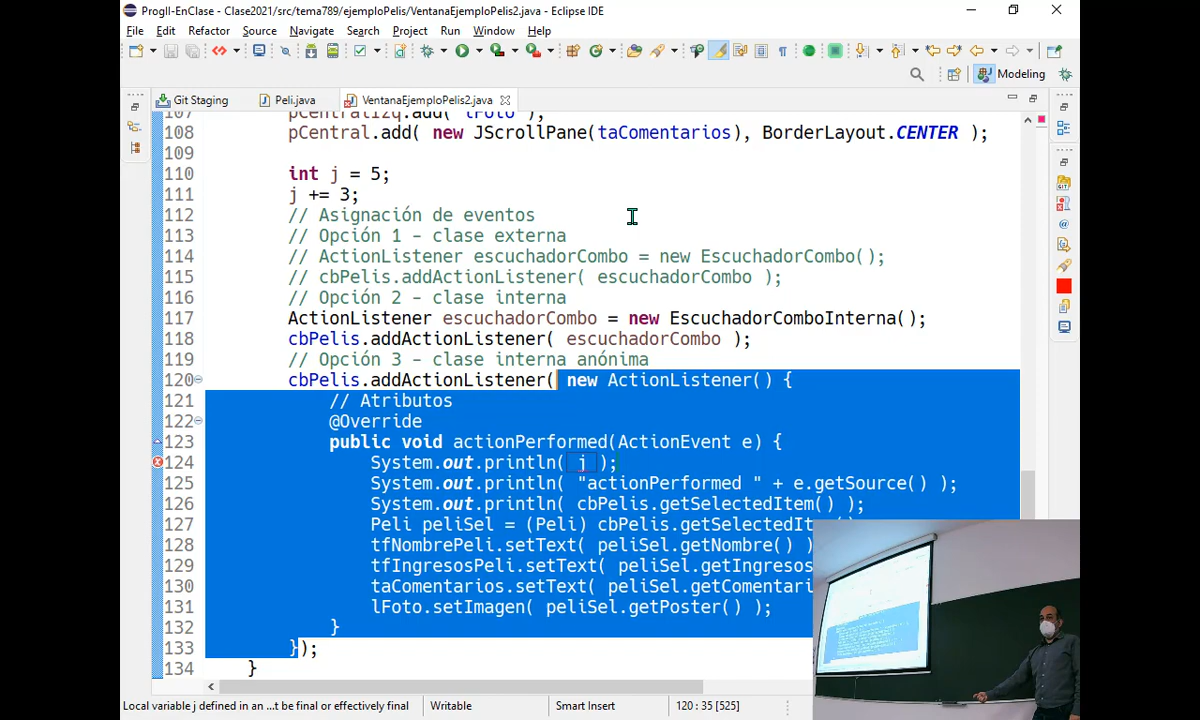 ProgII-EnClase - Clase2021/src/tema789/ejemploPelis/VentanaEjemploPelis2.java - Eclipse IDE
File Edit Refactor Source Navigate Search Project Run Window Help
Modeling
Git Staging Peli.java VentanaEjemploPelis2.java
107 pCentralIzq.add( lFoto );
108 pCentral.add( new JScrollPane(taComentarios), BorderLayout.CENTER );
109
110 int j = 5;
111 j += 3;
112 // Asignación de eventos
113 // Opción 1 - clase externa
114 // ActionListener escuchadorCombo = new EscuchadorCombo();
115 // cbPelis.addActionListener( escuchadorCombo );
116 // Opción 2 - clase interna
117 ActionListener escuchadorCombo = new EscuchadorComboInterna();
118 cbPelis.addActionListener( escuchadorCombo );
119 // Opción 3 - clase interna anónima
120 cbPelis.addActionListener( new ActionListener() {
121 // Atributos
122 @Override
123 public void actionPerformed(ActionEvent e) {
124 System.out.println( j );
125 System.out.println( "actionPerformed " + e.getSource() );
126 System.out.println( cbPelis.getSelectedItem() );
127 Peli peliSel = (Peli) cbPelis.getSelectedIte
128 tfNombrePeli.setText( peliSel.getNombre() )
129 tfIngresosPeli.setText( peliSel.getIngresos
130 taComentarios.setText( peliSel.getComentari
131 lFoto.setImagen( peliSel.getPoster() );
132 }
133 });
134 }
Local variable j defined in an ...t be final or effectively final Writable Smart Insert 120 : 35 [525]